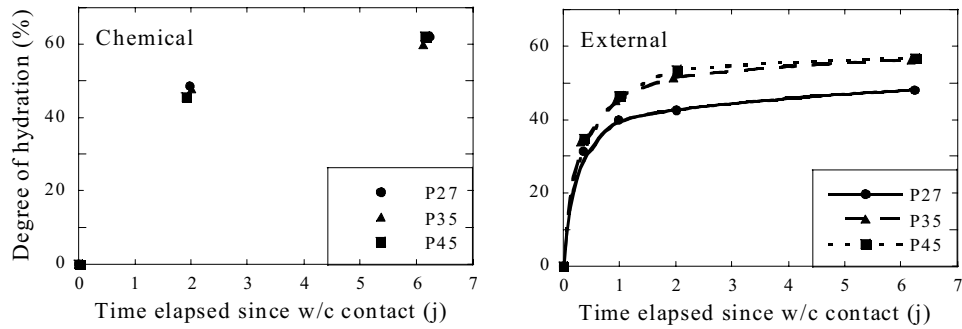 Degree of hydration (%)
Chemical
60
40
20
0
P27
P35
P45
0 1 2 3 4 5 6 7
Time elapsed since w/c contact (j)
External
60
40
20
0
P27
P35
P45
0 1 2 3 4 5 6 7
Time elapsed since w/c contact (j)